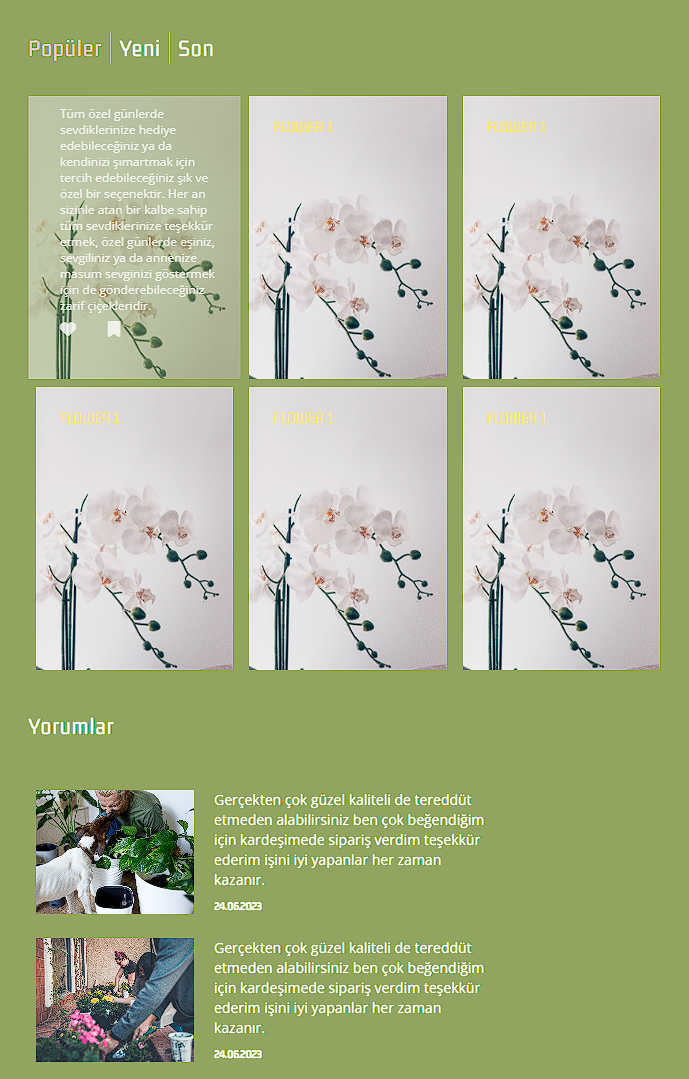 Popüler Yeni Son
Tüm özel günlerde
sevdiklerinize hediye
edebileceğiniz ya da
kendinizi şımartmak için
tercih edebileceğiniz şık ve
özel bir seçenektir. Her an
sizinle atan bir kalbe sahip
tüm sevdiklerinize teşekkür
etmek, özel günlerde eşiniz,
sevgiliniz ya da annenize
masum sevginizi göstermek
için de gönderebileceğiniz
zarif çiçekleridir.
FLOWER 1
FLOWER 1
FLOWER 1
FLOWER 1
FLOWER 1
Yorumlar
Gerçekten çok güzel kaliteli de tereddüt
etmeden alabilirsiniz ben çok beğendiğim
için kardeşimede sipariş verdim teşekkür
ederim işini iyi yapanlar her zaman
kazanır.
24.06.2023
Gerçekten çok güzel kaliteli de tereddüt
etmeden alabilirsiniz ben çok beğendiğim
için kardeşimede sipariş verdim teşekkür
ederim işini iyi yapanlar her zaman
kazanır.
24.06.2023